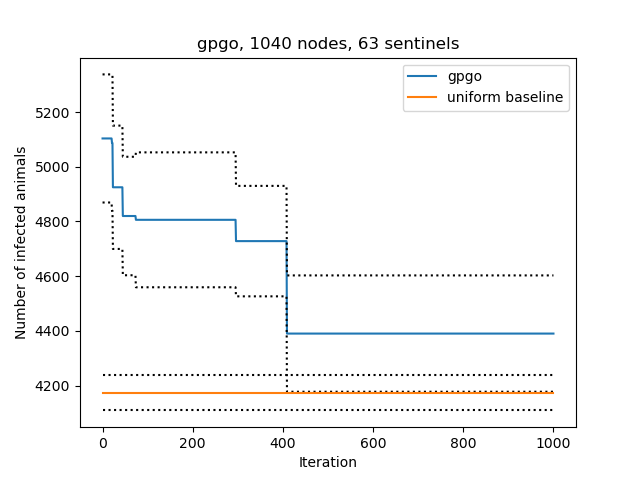 gpgo, 1040 nodes, 63 sentinels
gpgo
uniform baseline
Number of infected animals
5200
5000
4800
4600
4400
4200
0 200 400 600 800 1000
Iteration